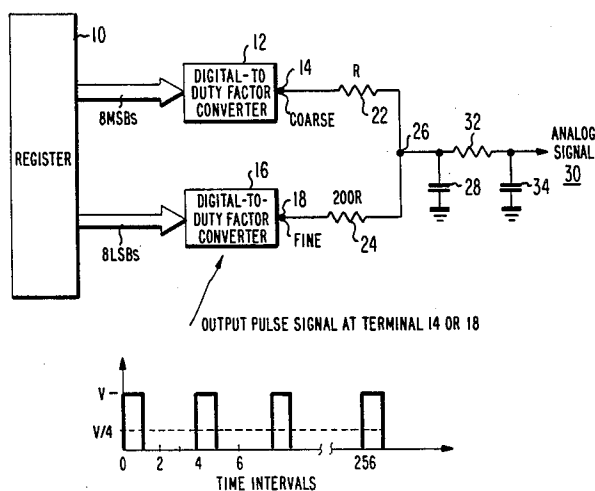 10
REGISTER
8MSBs
12
DIGITAL-TO
DUTY FACTOR
CONVERTER
14
COARSE
R
22
8LSBs
16
DIGITAL-TO-
DUTY FACTOR
CONVERTER
18
FINE
200R
24
26
28
32
34
ANALOG
SIGNAL
30
OUTPUT PULSE SIGNAL AT TERMINAL 14 OR 18
V
V/4
0 2 4 6 256
TIME INTERVALS